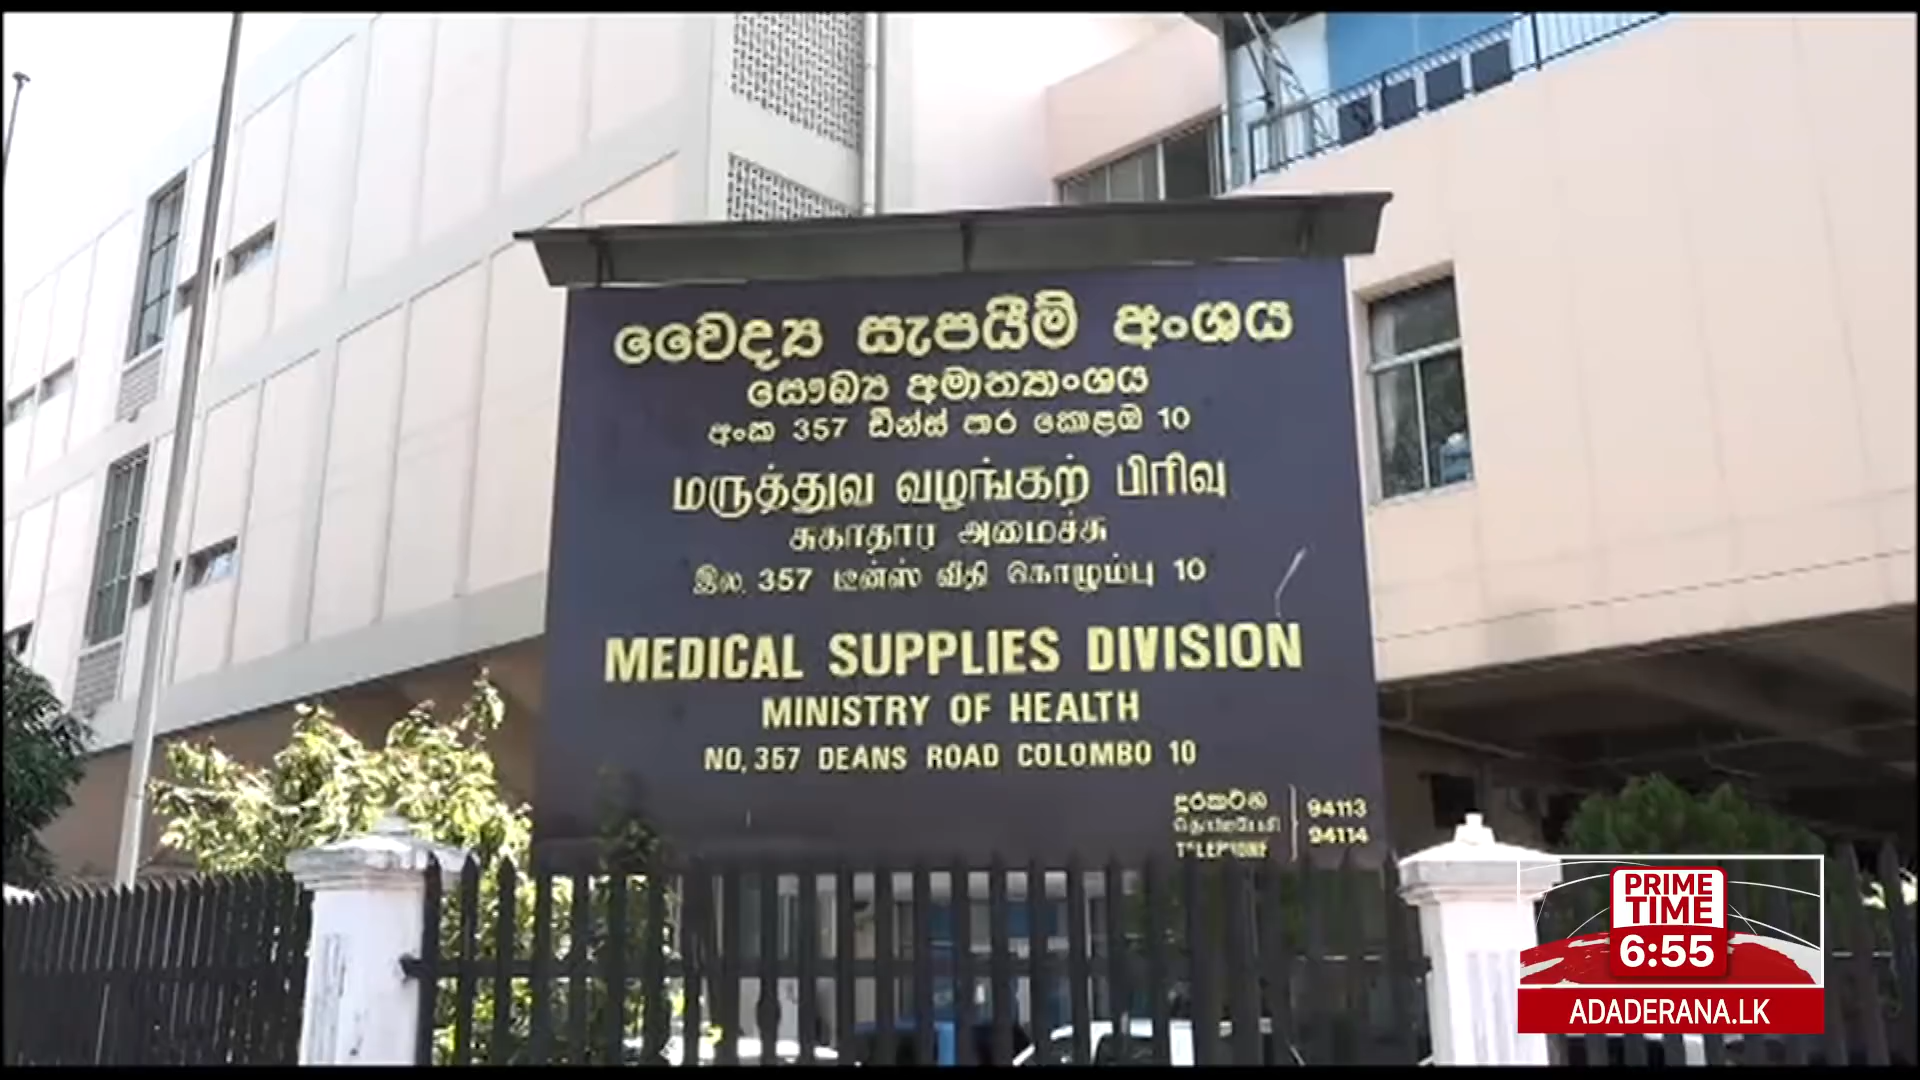 වෛද්‍ය සැපයීම් අංශය
සෞඛ්‍ය අමාත්‍යාංශය
අංක 357 ඩීන්ස් පාර කොළඹ 10
மருத்துவ வழங்கற் பிரிவு
சுகாதார அமைச்சு
இல. 357 டீன்ஸ் வீதி கொழும்பு 10
MEDICAL SUPPLIES DIVISION
MINISTRY OF HEALTH
NO. 357 DEANS ROAD COLOMBO 10
දුරකථන
94113
94114
PRIME
TIME
6:55
ADADERANA.LK